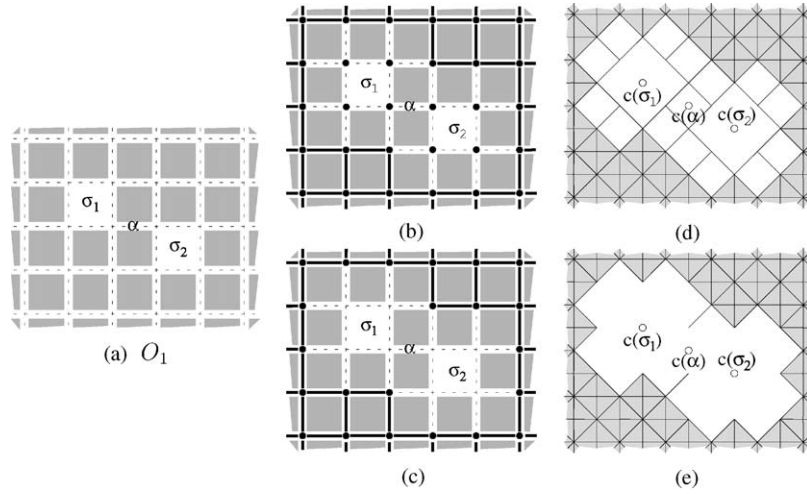 σ₁
α
σ₂
(a) O₁
σ₁
α
σ₂
(b)
σ₁
α
σ₂
(c)
c(σ₁)
c(α)
c(σ₂)
(d)
c(σ₁)
c(α)
c(σ₂)
(e)